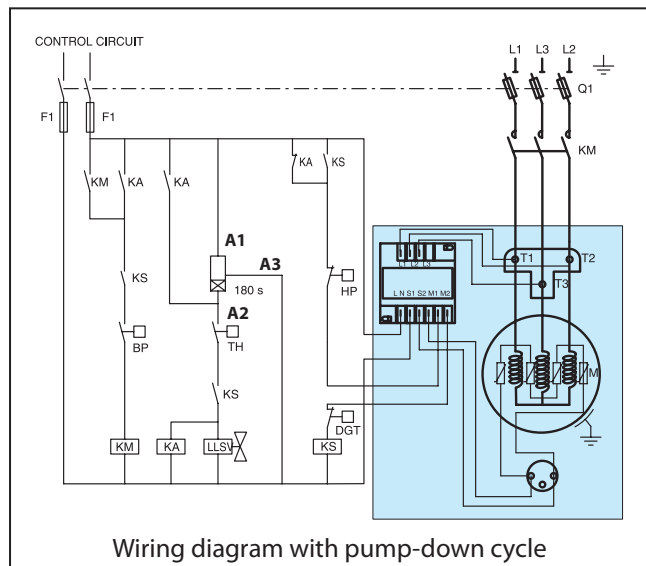 CONTROL CIRCUIT
L1 L3 L2
Q1
F1 F1
KM
KM KA KA KA KS
A1
A3
180 s
A2
KS
BP
TH
HP
L1 L2 L3
L N S1 S2 M1 M2
T1 T2
T3
M
KS
DGT
KM KA LLSV KS
Wiring diagram with pump-down cycle